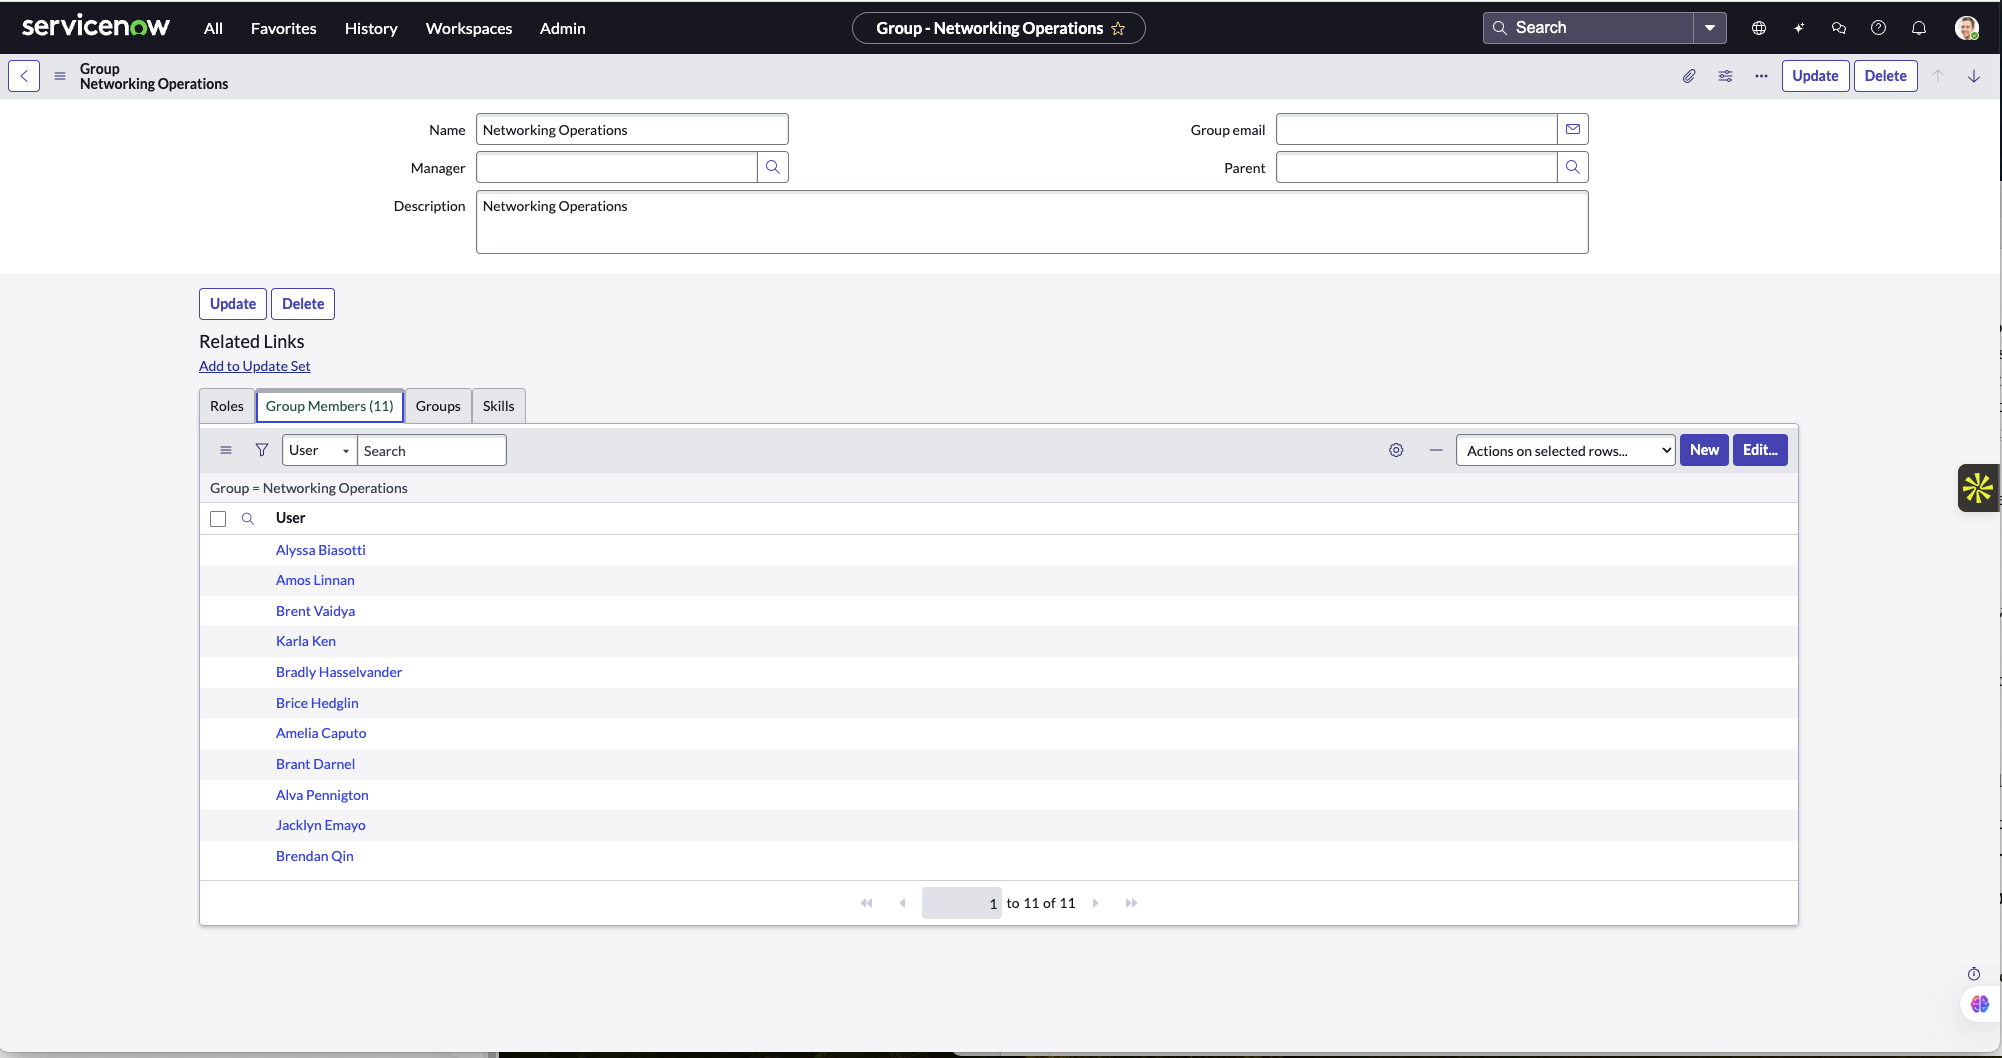 servicenow All Favorites History Workspaces Admin Group - Networking Operations Search
Group
Networking Operations
Update Delete
Name Networking Operations Group email
Manager Parent
Description Networking Operations
Update Delete
Related Links
Add to Update Set
Roles Group Members (11) Groups Skills
User Search Actions on selected rows... New Edit...
Group = Networking Operations
User
Alyssa Biasotti
Amos Linnan
Brent Vaidya
Karla Ken
Bradly Hasselvander
Brice Hedglin
Amelia Caputo
Brant Darnel
Alva Pennigton
Jacklyn Emayo
Brendan Qin
1 to 11 of 11